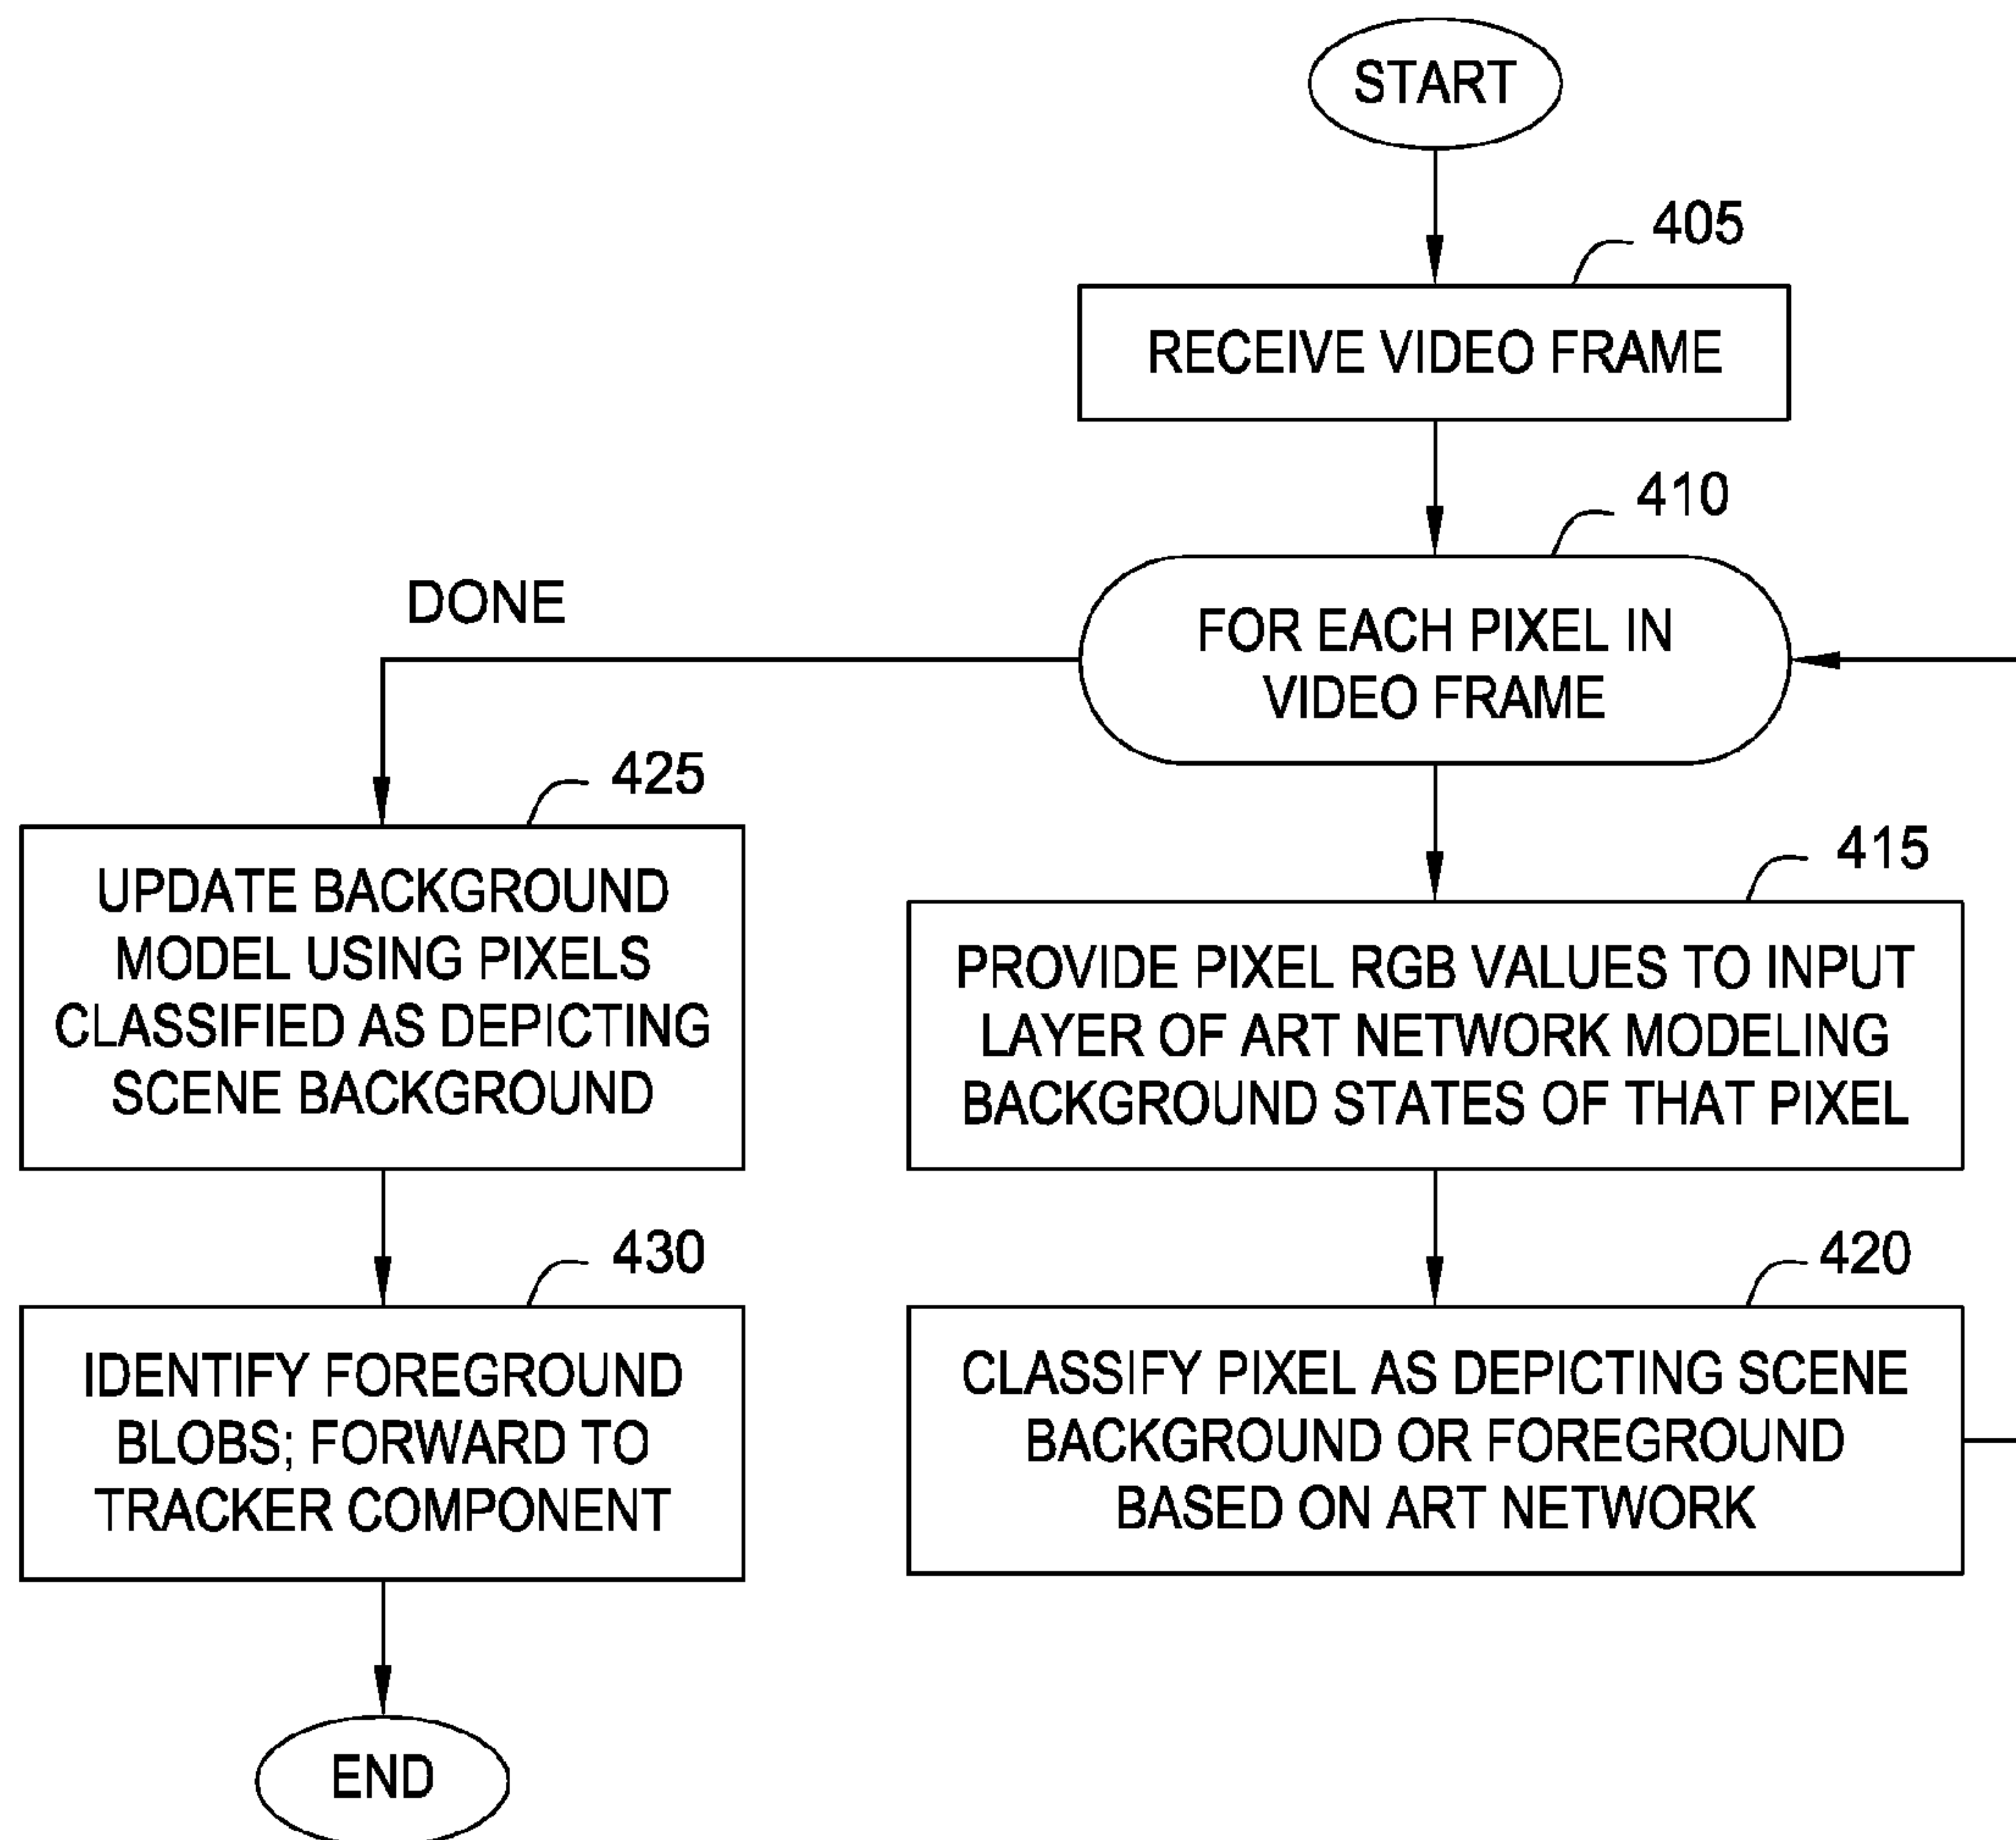 START
405
RECEIVE VIDEO FRAME
410
FOR EACH PIXEL IN
VIDEO FRAME
DONE
415
PROVIDE PIXEL RGB VALUES TO INPUT
LAYER OF ART NETWORK MODELING
BACKGROUND STATES OF THAT PIXEL
420
CLASSIFY PIXEL AS DEPICTING SCENE
BACKGROUND OR FOREGROUND
BASED ON ART NETWORK
425
UPDATE BACKGROUND
MODEL USING PIXELS
CLASSIFIED AS DEPICTING
SCENE BACKGROUND
430
IDENTIFY FOREGROUND
BLOBS; FORWARD TO
TRACKER COMPONENT
END